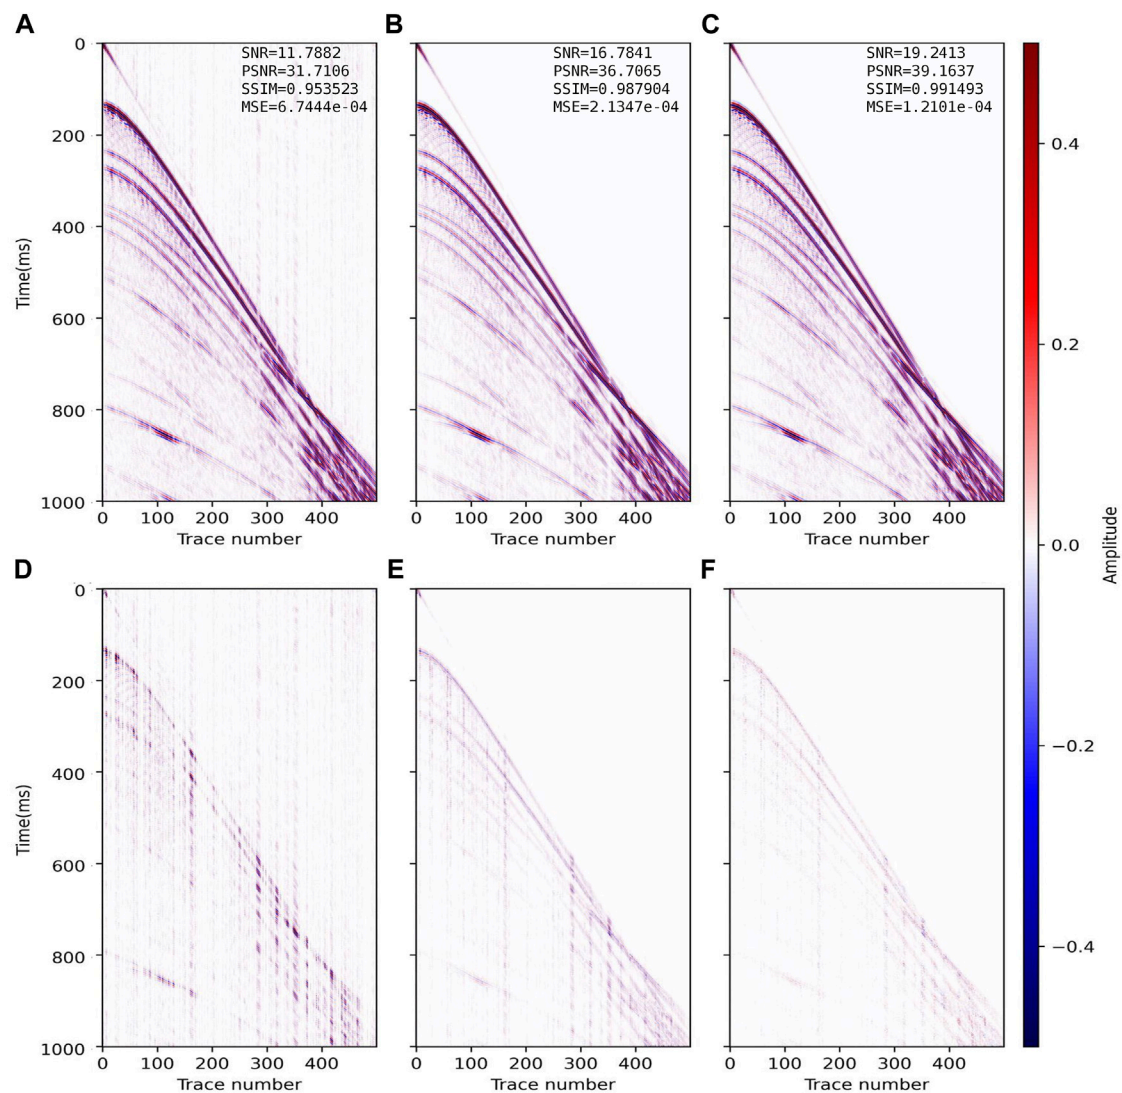 A B C
SNR=11.7882
PSNR=31.7106
SSIM=0.953523
MSE=6.7444e-04
SNR=16.7841
PSNR=36.7065
SSIM=0.987904
MSE=2.1347e-04
SNR=19.2413
PSNR=39.1637
SSIM=0.991493
MSE=1.2101e-04
0
200
400
600
800
1000
Time(ms)
0 100 200 300 400
Trace number
0 100 200 300 400
Trace number
0 100 200 300 400
Trace number
D E F
0
200
400
600
800
1000
Time(ms)
0 100 200 300 400
Trace number
0 100 200 300 400
Trace number
0 100 200 300 400
Trace number
0.4
0.2
0.0
−0.2
−0.4
Amplitude